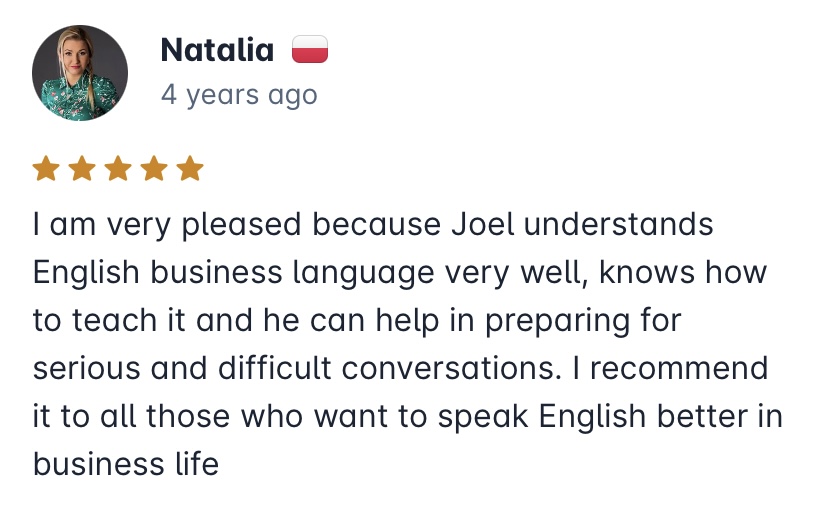 Natalia
4 years ago
I am very pleased because Joel understands
English business language very well, knows how
to teach it and he can help in preparing for
serious and difficult conversations. I recommend
it to all those who want to speak English better in
business life